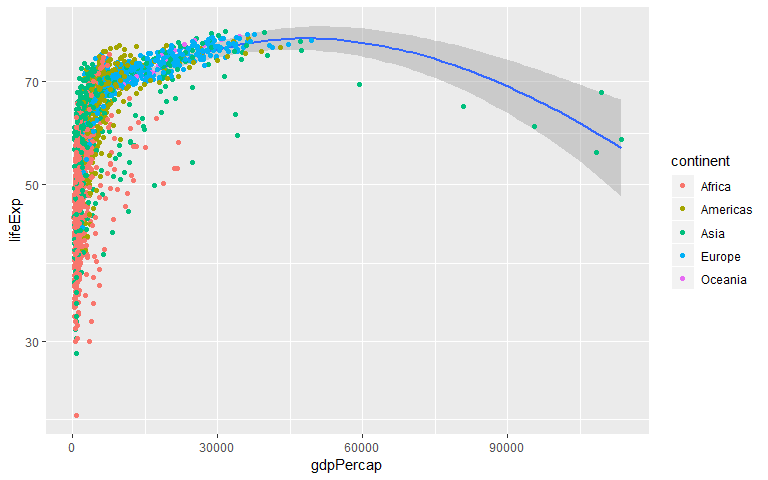 70
50
30
lifeExp
0
30000
60000
90000
gdpPercap
continent
Africa
Americas
Asia
Europe
Oceania